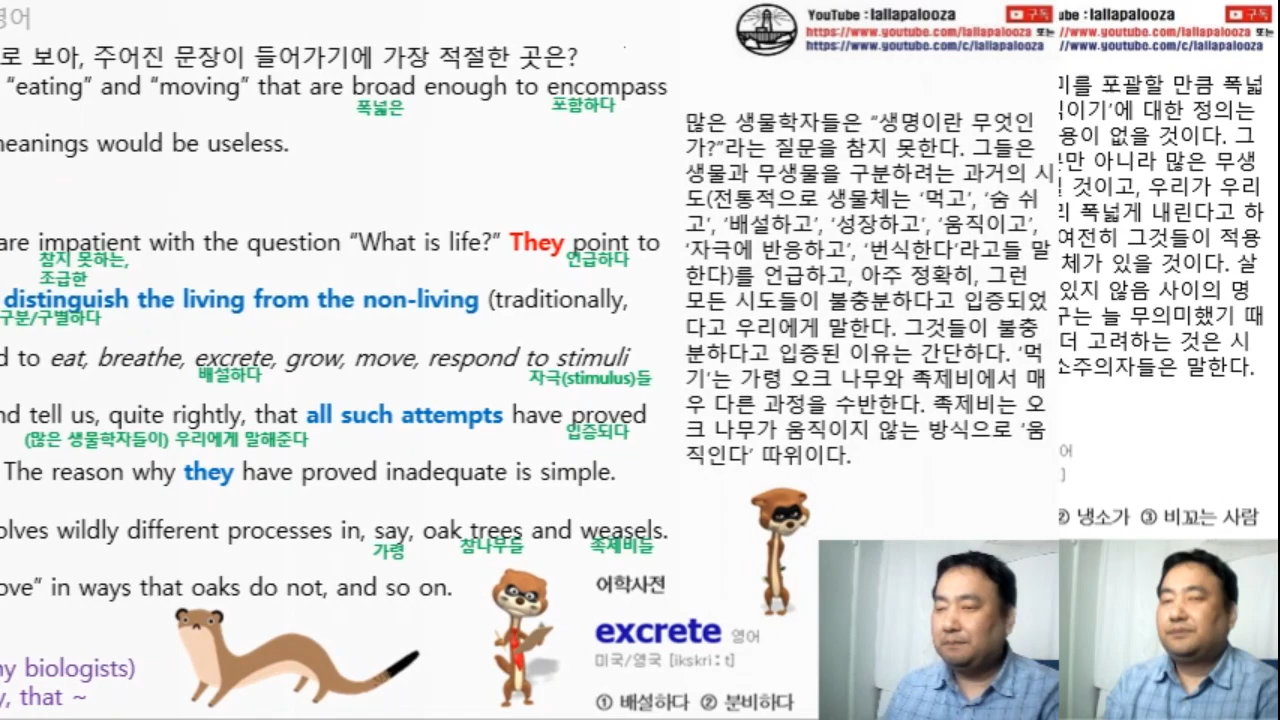 영어
로 보아, 주어진 문장이 들어가기에 가장 적절한 곳은?
“eating” and “moving” that are broad enough to encompass
폭넓은 포함하다
meanings would be useless.
are impatient with the question “What is life?” They point to
참지 못하는, 언급하다
조급한
distinguish the living from the non-living (traditionally,
구분/구별하다
d to eat, breathe, excrete, grow, move, respond to stimuli
배설하다 자극(stimulus)들
nd tell us, quite rightly, that all such attempts have proved
(많은 생물학자들이) 우리에게 말해준다 입증되다
The reason why they have proved inadequate is simple.
olves wildly different processes in, say, oak trees and weasels.
가령 참나무들 족제비들
ove” in ways that oaks do not, and so on.
ny biologists)
y, that ~
YouTube : lallapalooza 구독
https://www.youtube.com/lallapalooza 또는
https://www.youtube.com/c/lallapalooza
많은 생물학자들은 “생명이란 무엇인
가?”라는 질문을 참지 못한다. 그들은
생물과 무생물을 구분하려는 과거의 시
도(전통적으로 생물체는 ‘먹고’, ‘숨 쉬
고’, ‘배설하고’, ‘성장하고’, ‘움직이고’,
‘자극에 반응하고’, ‘번식한다’라고들 말
한다)를 언급하고, 아주 정확히, 그런
모든 시도들이 불충분하다고 입증되었
다고 우리에게 말한다. 그것들이 불충
분하다고 입증된 이유는 간단하다. ‘먹
기’는 가령 오크 나무와 족제비에서 매
우 다른 과정을 수반한다. 족제비는 오
크 나무가 움직이지 않는 방식으로 ‘움
직인다’ 따위이다.
어학사전
excrete 영어
미국/영국 [ikskriːt]
① 배설하다 ② 분비하다
ube : lallapalooza 구독
//www.youtube.com/lallapalooza 또는
//www.youtube.com/c/lallapalooza
미를 포괄할 만큼 폭넓
직이기’에 대한 정의는
용이 없을 것이다. 그
만 아니라 많은 무생
것이고, 우리가 우리
리 폭넓게 내린다고 하
여전히 그것들이 적용
체가 있을 것이다. 살
있지 않음 사이의 명
구는 늘 무의미했기 때
더 고려하는 것은 시
소주의자들은 말한다.
어
]
② 냉소가 ③ 비꼬는 사람